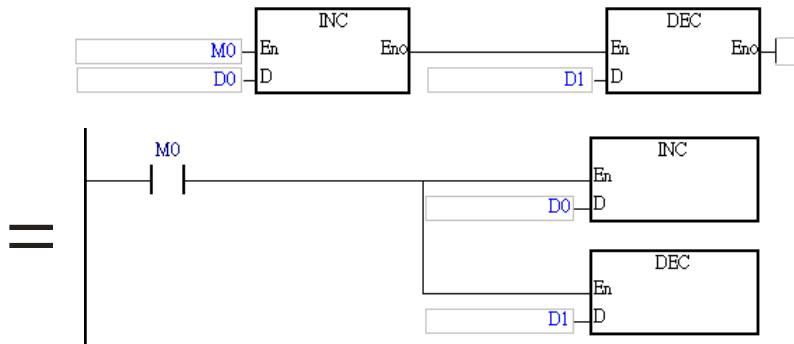 INC DEC
M0 En Eno En Eno
D0 D D1 D
M0 INC
En
D0 D
=
DEC
En
D1 D